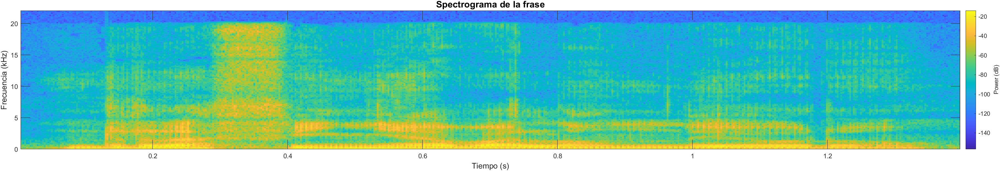 Spectrograma de la frase
Frecuencia (kHz)
20
15
10
5
0
0.2 0.4 0.6 0.8 1 1.2
Tiempo (s)
-20
-40
-60
-80
-100
-120
-140
Power (dB)